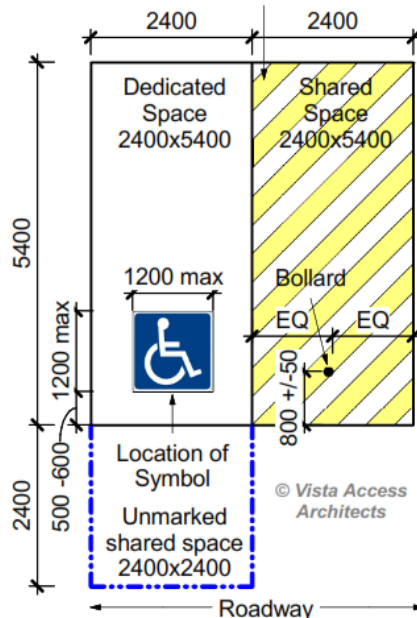 2400
2400
Dedicated
Space
2400x5400
Shared
Space
2400x5400
5400
1200 max
Bollard
EQ
EQ
1200 max
800 +/-50
500 -600
2400
Location of
Symbol
Unmarked
shared space
2400x2400
© Vista Access
Architects
Roadway